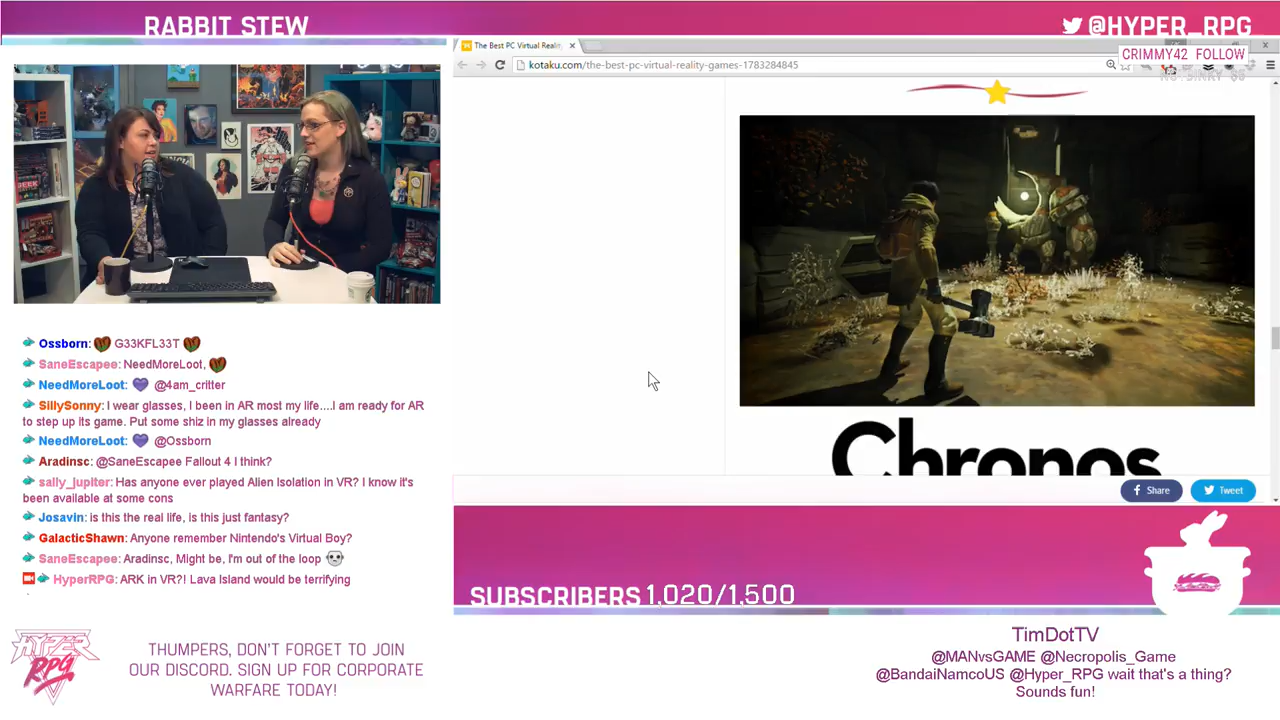 RABBIT STEW
@HYPER_RPG
The Best PC Virtual Realit
kotaku.com/the-best-pc-virtual-reality-games-1783284845
CRIMMY42 FOLLOW
Chronos
Share
Tweet
Ossborn: G33KFL33T
SaneEscapee: NeedMoreLoot,
NeedMoreLoot: @4am_critter
SillySonny: I wear glasses, I been in AR most my life....I am ready for AR
to step up its game. Put some shiz in my glasses already
NeedMoreLoot: @Ossborn
Aradinsc: @SaneEscapee Fallout 4 I think?
sally_jupiter: Has anyone ever played Alien Isolation in VR? I know it's
been available at some cons
Josavin: is this the real life, is this just fantasy?
GalacticShawn: Anyone remember Nintendo's Virtual Boy?
SaneEscapee: Aradinsc, Might be, I'm out of the loop
HyperRPG: ARK in VR?! Lava Island would be terrifying
SUBSCRIBERS 1,020/1,500
HYPER
RPG
THUMPERS, DON'T FORGET TO JOIN
OUR DISCORD. SIGN UP FOR CORPORATE
WARFARE TODAY!
TimDotTV
@MANvsGAME @Necropolis_Game
@BandaiNamcoUS @Hyper_RPG wait that's a thing?
Sounds fun!